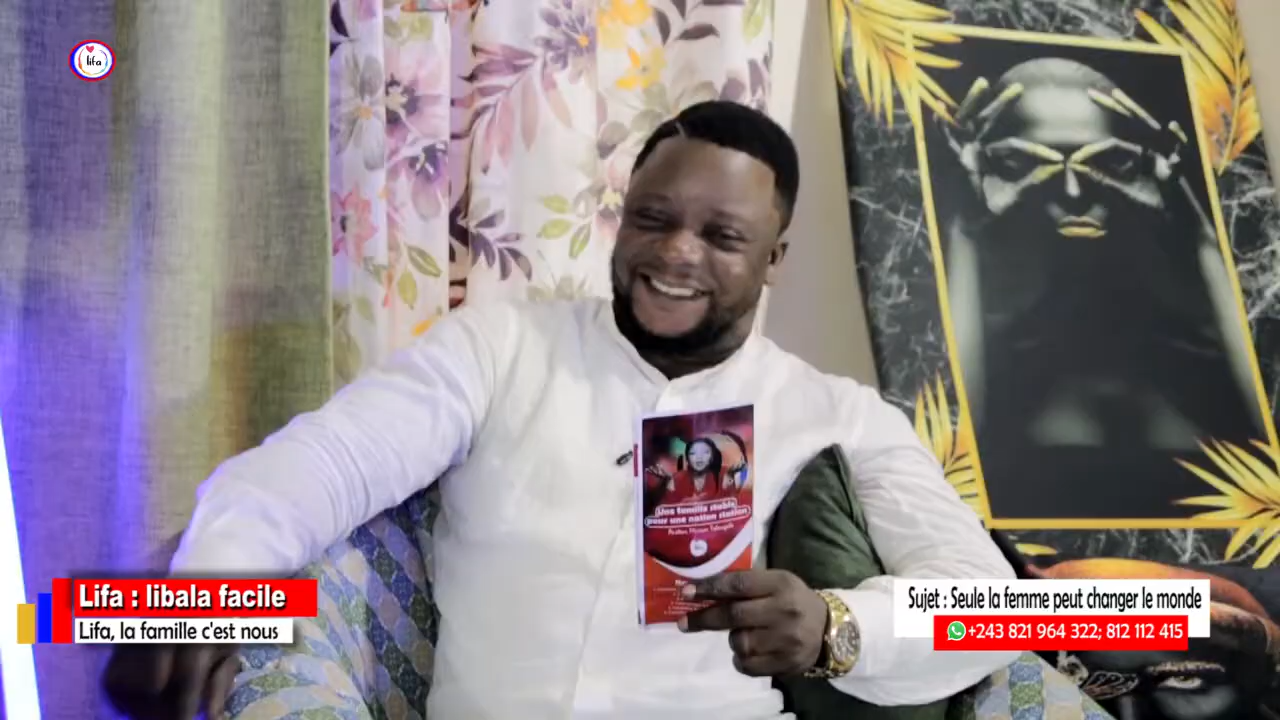 lifa
Une famille stable
pour une nation station
Lifa : libala facile
Lifa, la famille c'est nous
Sujet : Seule la femme peut changer le monde
+243 821 964 322; 812 112 415